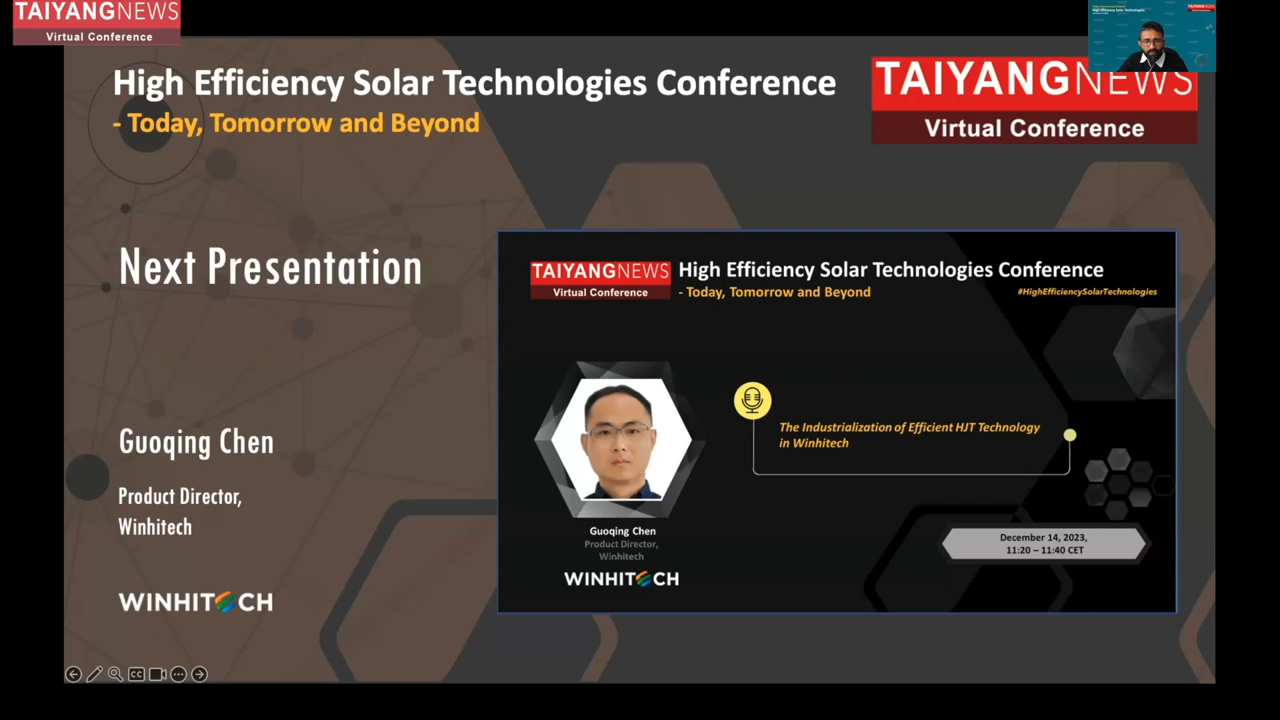 TAIYANGNEWS
Virtual Conference
High Efficiency Solar Technologies Conference
- Today, Tomorrow and Beyond
TAIYANGNEWS
Virtual Conference
Next Presentation
Guoqing Chen
Product Director,
Winhitech
WINHITECH
TAIYANGNEWS
Virtual Conference
High Efficiency Solar Technologies Conference
- Today, Tomorrow and Beyond
#HighEfficiencySolarTechnologies
The Industrialization of Efficient HJT Technology
in Winhitech
Guoqing Chen
Product Director,
Winhitech
WINHITECH
December 14, 2023,
11:20 – 11:40 CET
CC